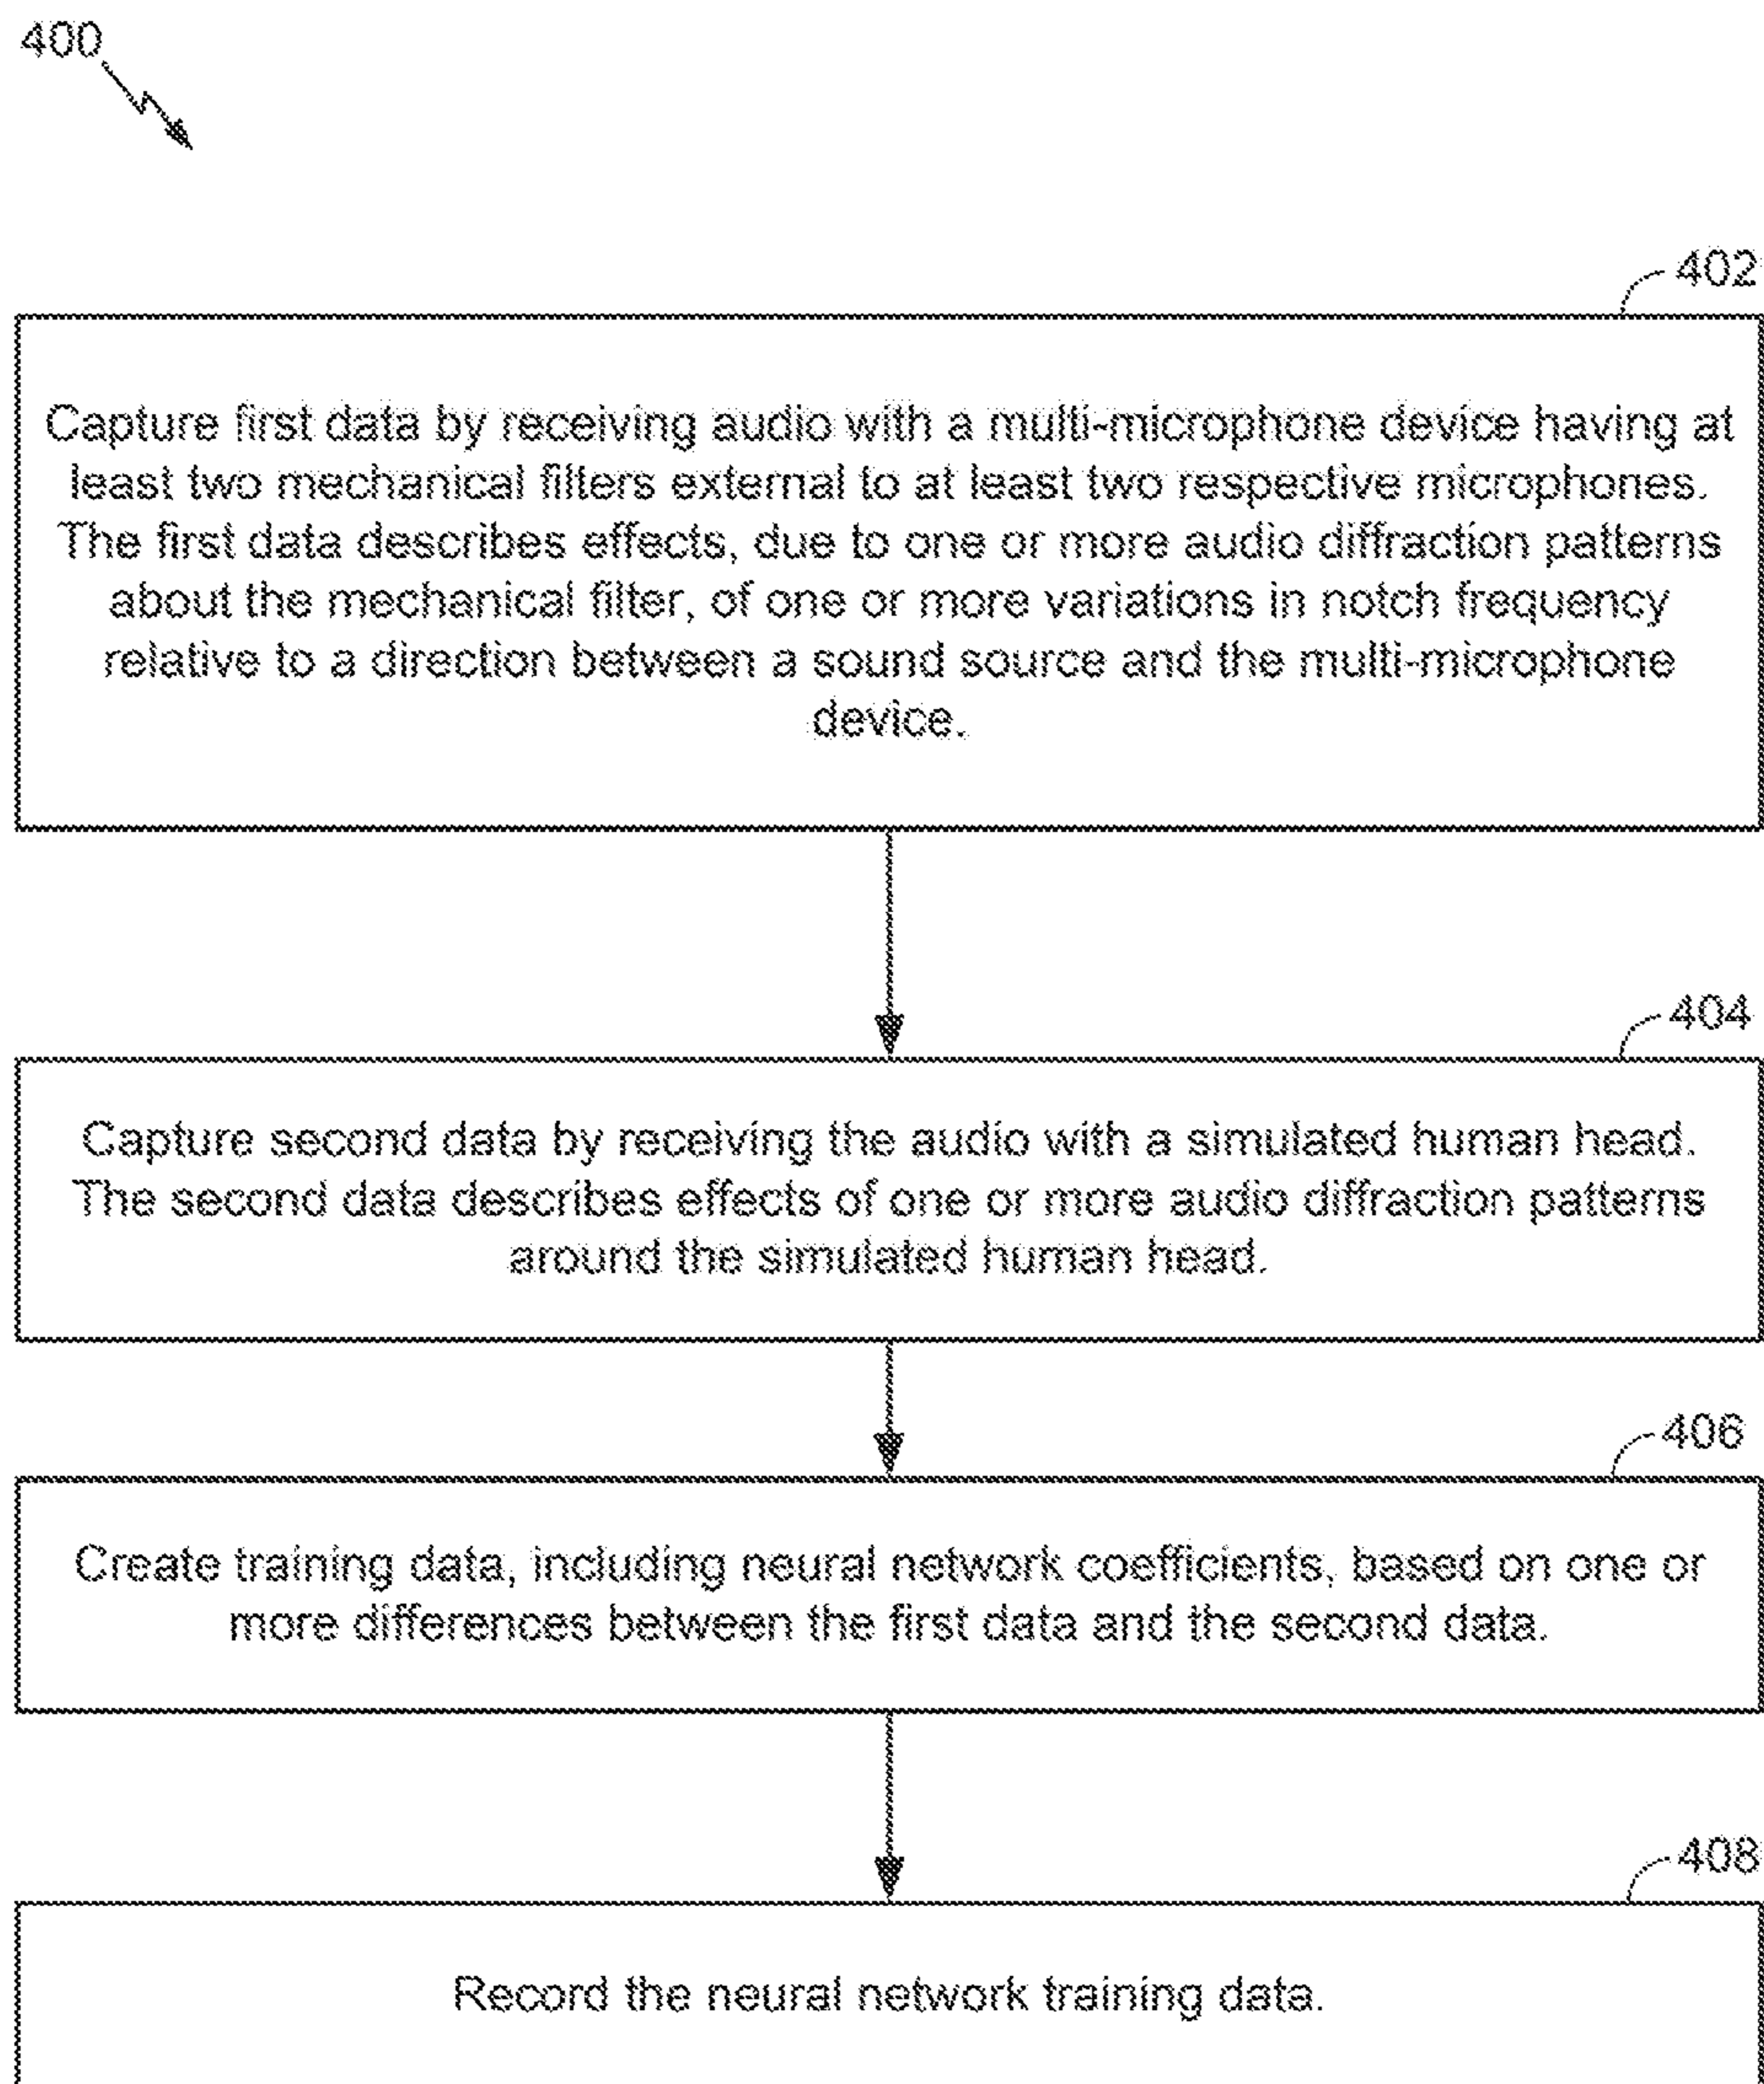 400
402
Capture first data by receiving audio with a multi-microphone device having at
least two mechanical filters external to at least two respective microphones.
The first data describes effects, due to one or more audio diffraction patterns
about the mechanical filter, of one or more variations in notch frequency
relative to a direction between a sound source and the multi-microphone
device.
404
Capture second data by receiving the audio with a simulated human head.
The second data describes effects of one or more audio diffraction patterns
around the simulated human head.
406
Create training data, including neural network coefficients, based on one or
more differences between the first data and the second data.
408
Record the neural network training data.